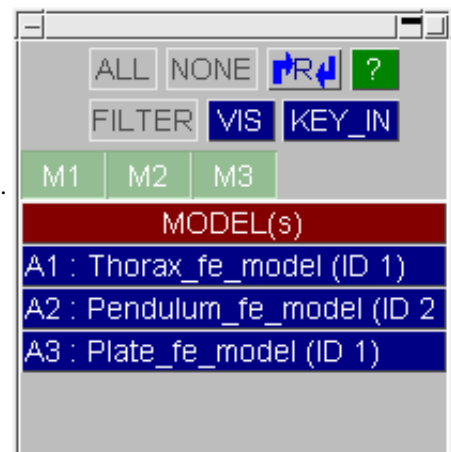 ALL NONE R ?
FILTER VIS KEY_IN
M1 M2 M3
.
MODEL(s)
A1 : Thorax_fe_model (ID 1)
A2 : Pendulum_fe_model (ID 2
A3 : Plate_fe_model (ID 1)